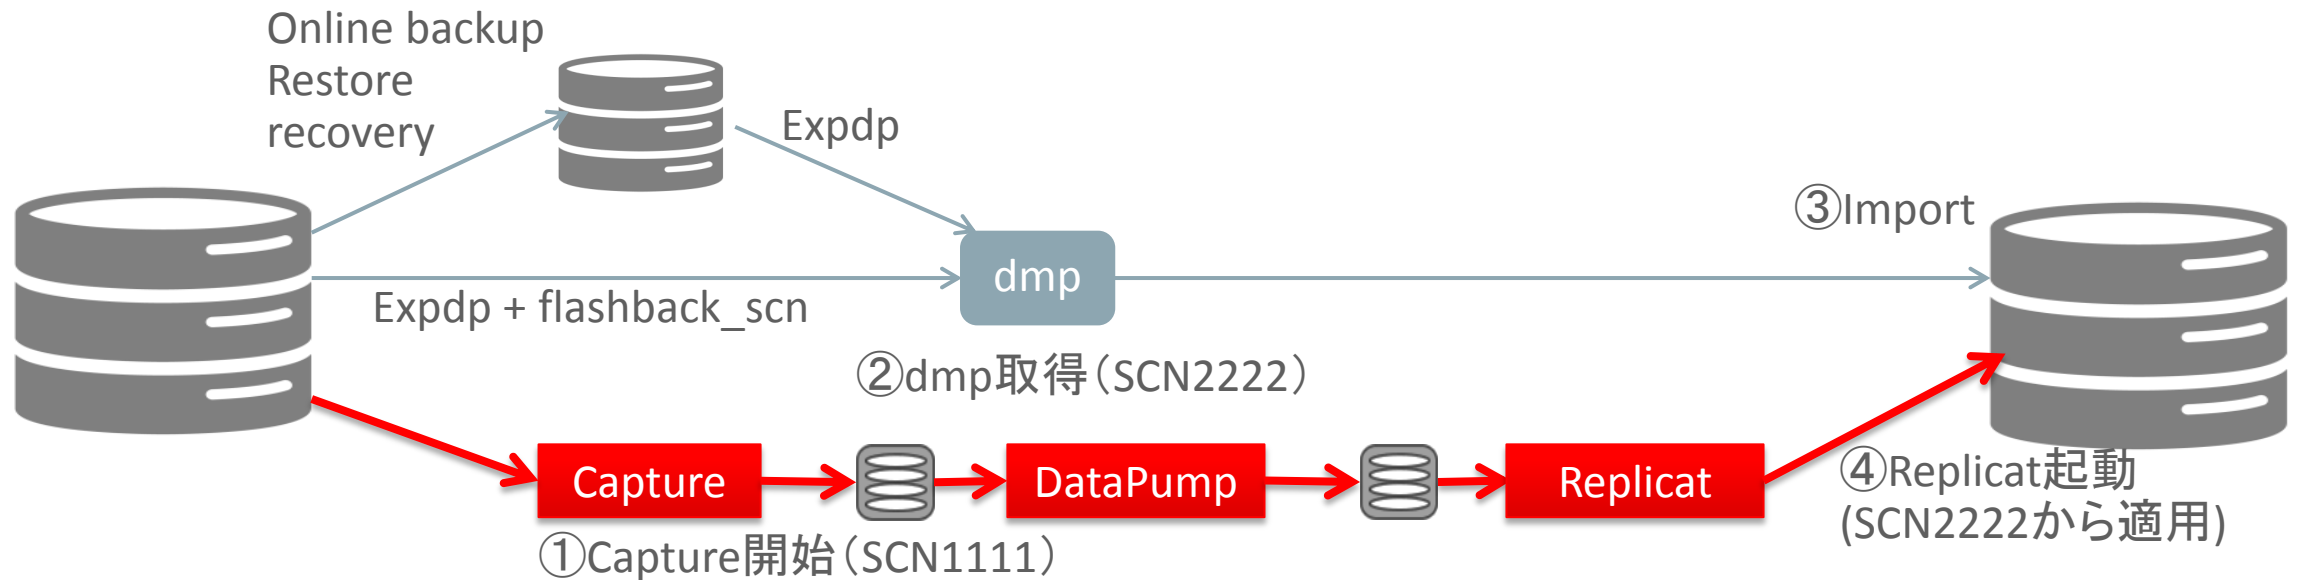 Online backup
Restore
recovery
Expdp
③Import
dmp
Expdp + flashback_scn
②dmp取得（SCN2222）
Capture
DataPump
Replicat
④Replicat起動
(SCN2222から適用)
①Capture開始（SCN1111）